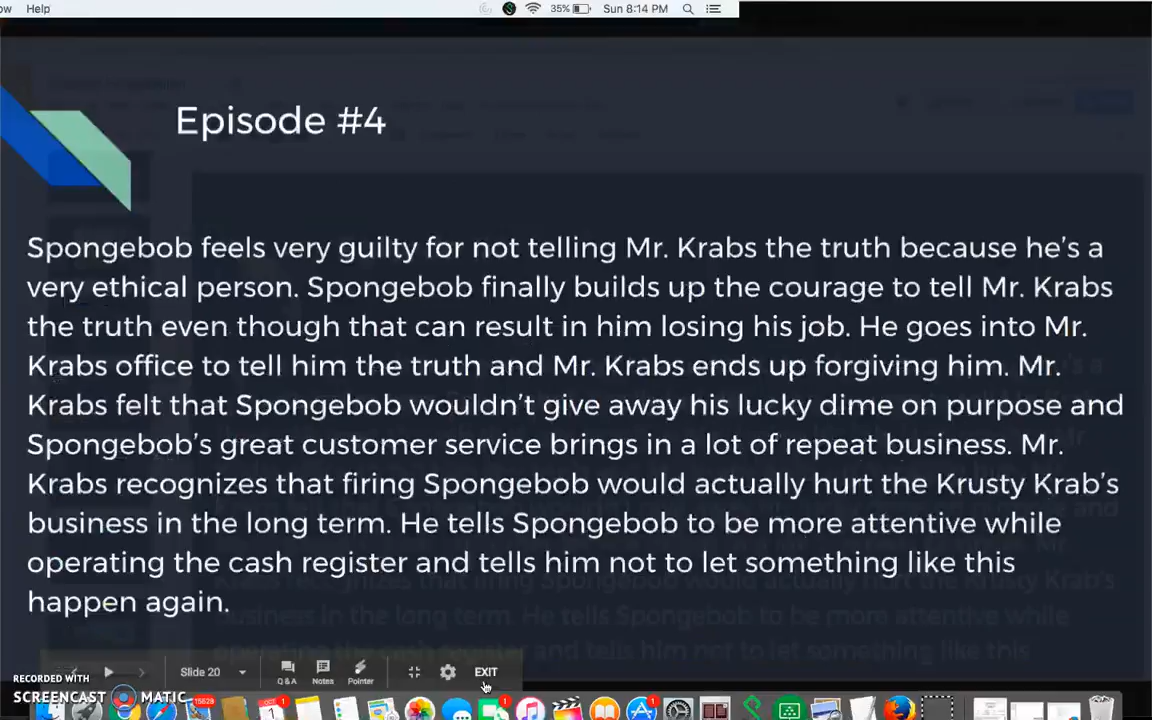 ow Help 35% Sun 8:14 PM
Episode #4
Spongebob feels very guilty for not telling Mr. Krabs the truth because he's a
very ethical person. Spongebob finally builds up the courage to tell Mr. Krabs
the truth even though that can result in him losing his job. He goes into Mr.
Krabs office to tell him the truth and Mr. Krabs ends up forgiving him. Mr.
Krabs felt that Spongebob wouldn't give away his lucky dime on purpose and
Spongebob's great customer service brings in a lot of repeat business. Mr.
Krabs recognizes that firing Spongebob would actually hurt the Krusty Krab's
business in the long term. He tells Spongebob to be more attentive while
operating the cash register and tells him not to let something like this
happen again.
Slide 20 Q&A Notes Pointer EXIT
RECORDED WITH
SCREENCAST MATIC
1 1 1